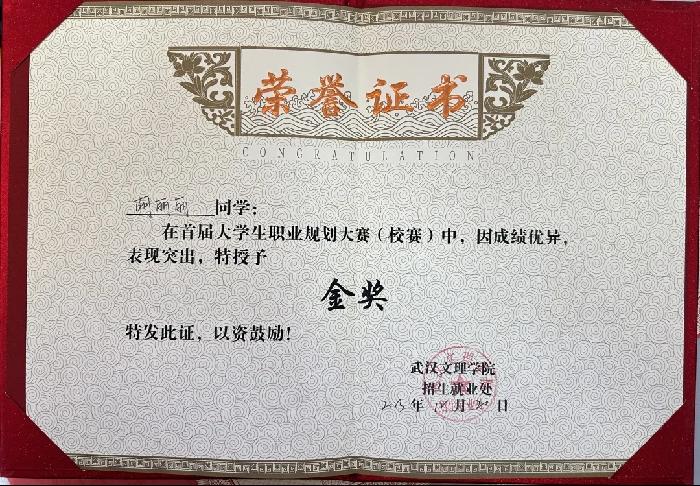 荣誉证书
CONGRATULATION
同学：
在首届大学生职业规划大赛（校赛）中，因成绩优异，
表现突出，特授予
金奖
特发此证，以资鼓励！
武汉文理学院
招生就业处
年 月 日